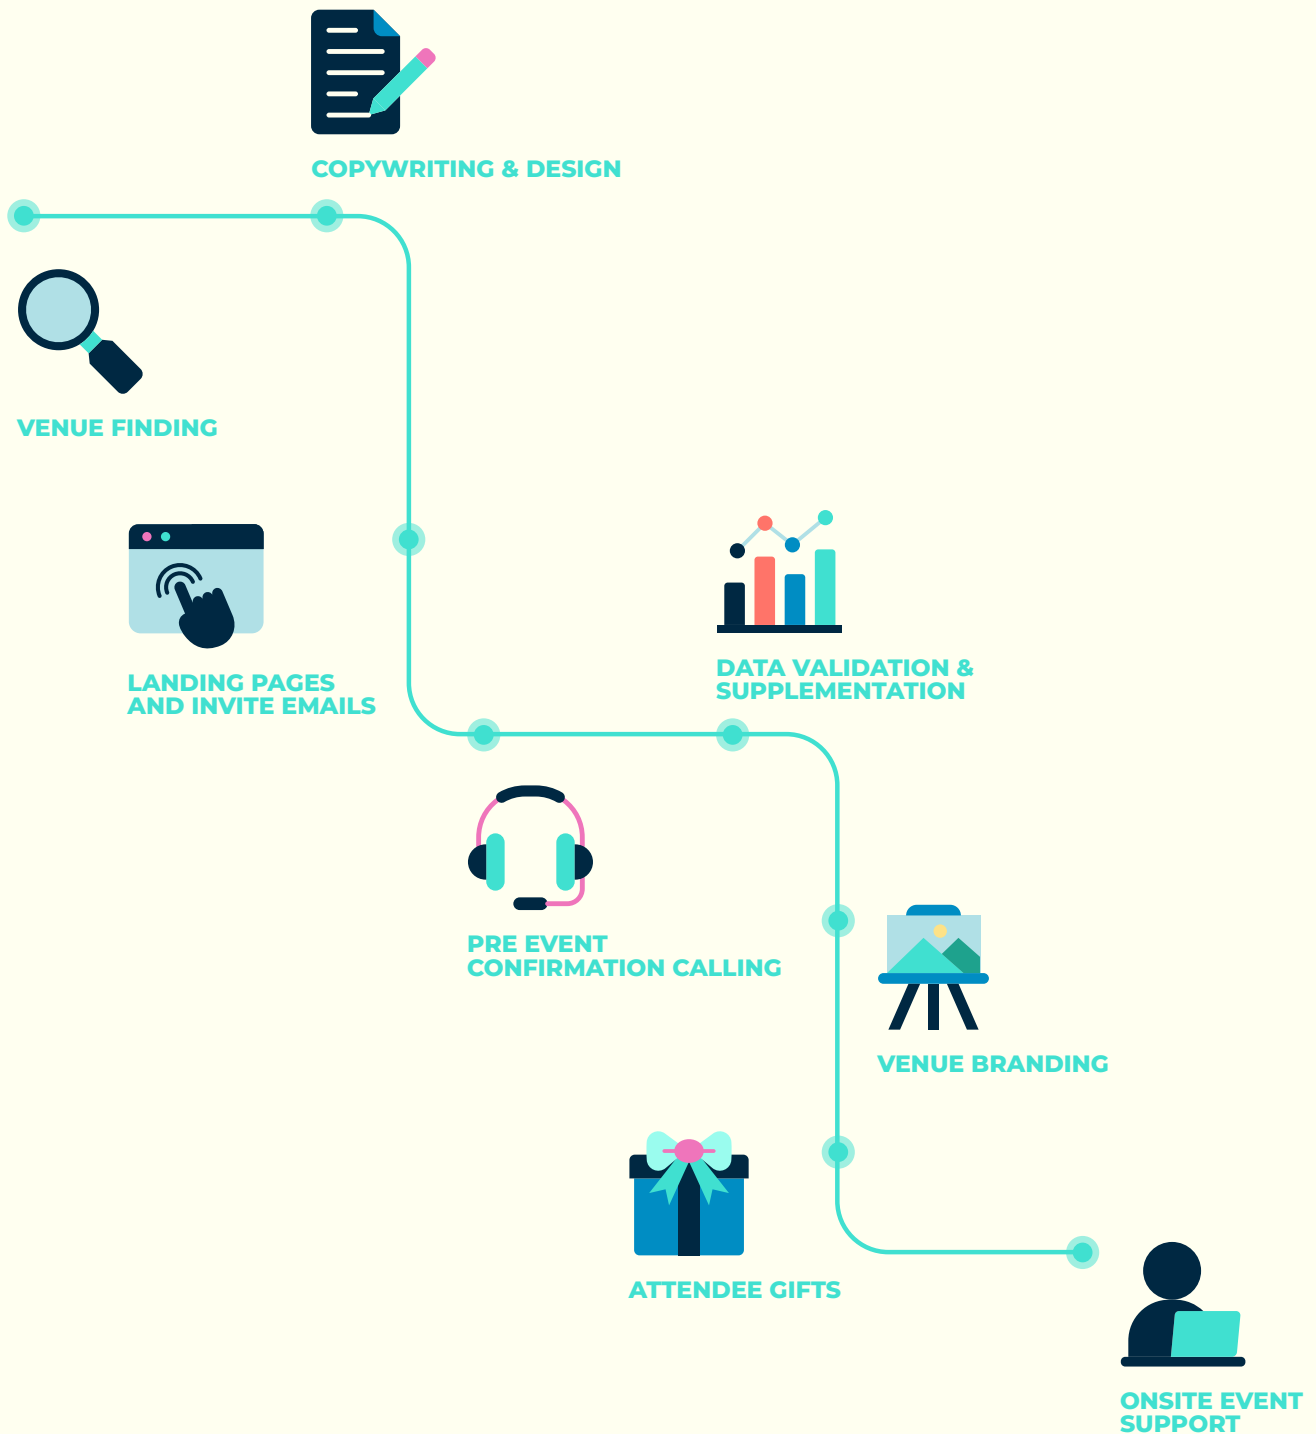 COPYWRITING & DESIGN
VENUE FINDING
LANDING PAGES
AND INVITE EMAILS
DATA VALIDATION &
SUPPLEMENTATION
PRE EVENT
CONFIRMATION CALLING
VENUE BRANDING
ATTENDEE GIFTS
ONSITE EVENT
SUPPORT